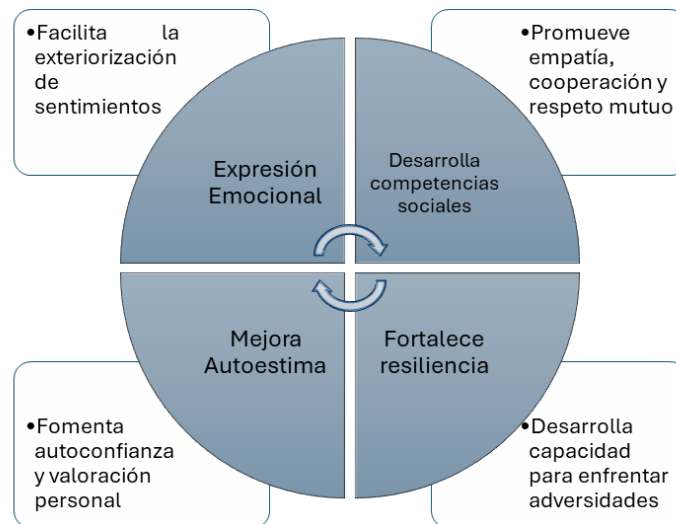 •Facilita la
exteriorización
de
sentimientos
•Promueve
empatía,
cooperación y
respeto mutuo
Expresión
Emocional
Desarrolla
competencias
sociales
Mejora
Autoestima
Fortalece
resiliencia
•Fomenta
autoconfianza
y valoración
personal
•Desarrolla
capacidad
para enfrentar
adversidades